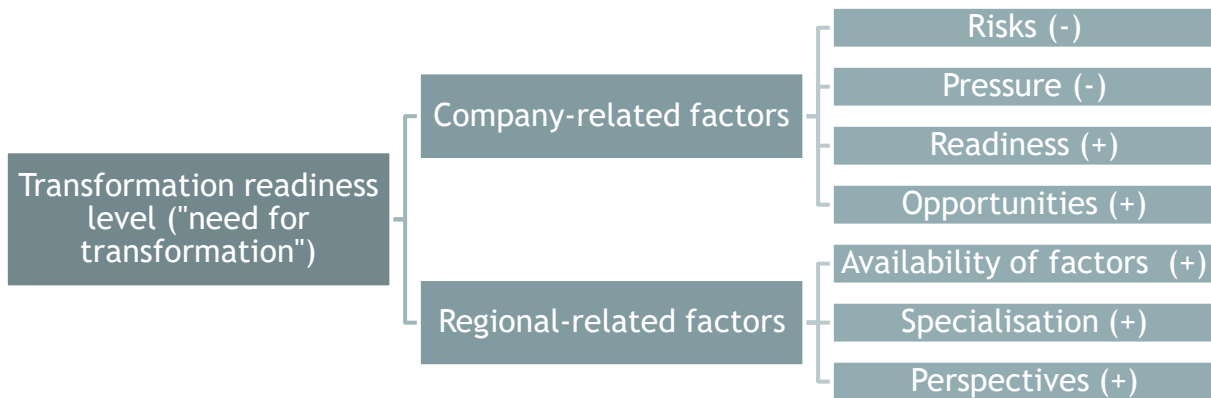 Transformation readiness
level ("need for
transformation")
Company-related factors
Risks (-)
Pressure (-)
Readiness (+)
Opportunities (+)
Regional-related factors
Availability of factors (+)
Specialisation (+)
Perspectives (+)